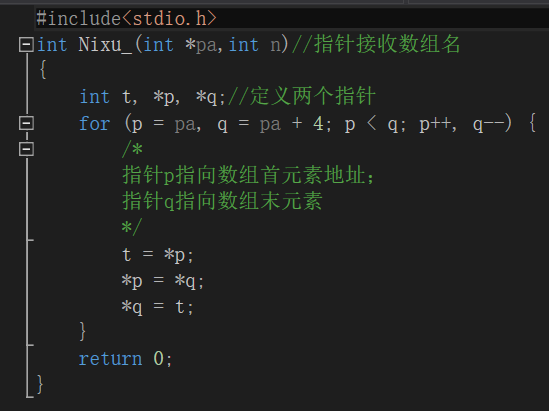 #include<stdio.h>
int Nixu_(int *pa,int n)//指针接收数组名
{
int t, *p, *q;//定义两个指针
for (p = pa, q = pa + 4; p < q; p++, q--) {
/*
指针p指向数组首元素地址;
指针q指向数组末元素
*/
t = *p;
*p = *q;
*q = t;
}
return 0;
}